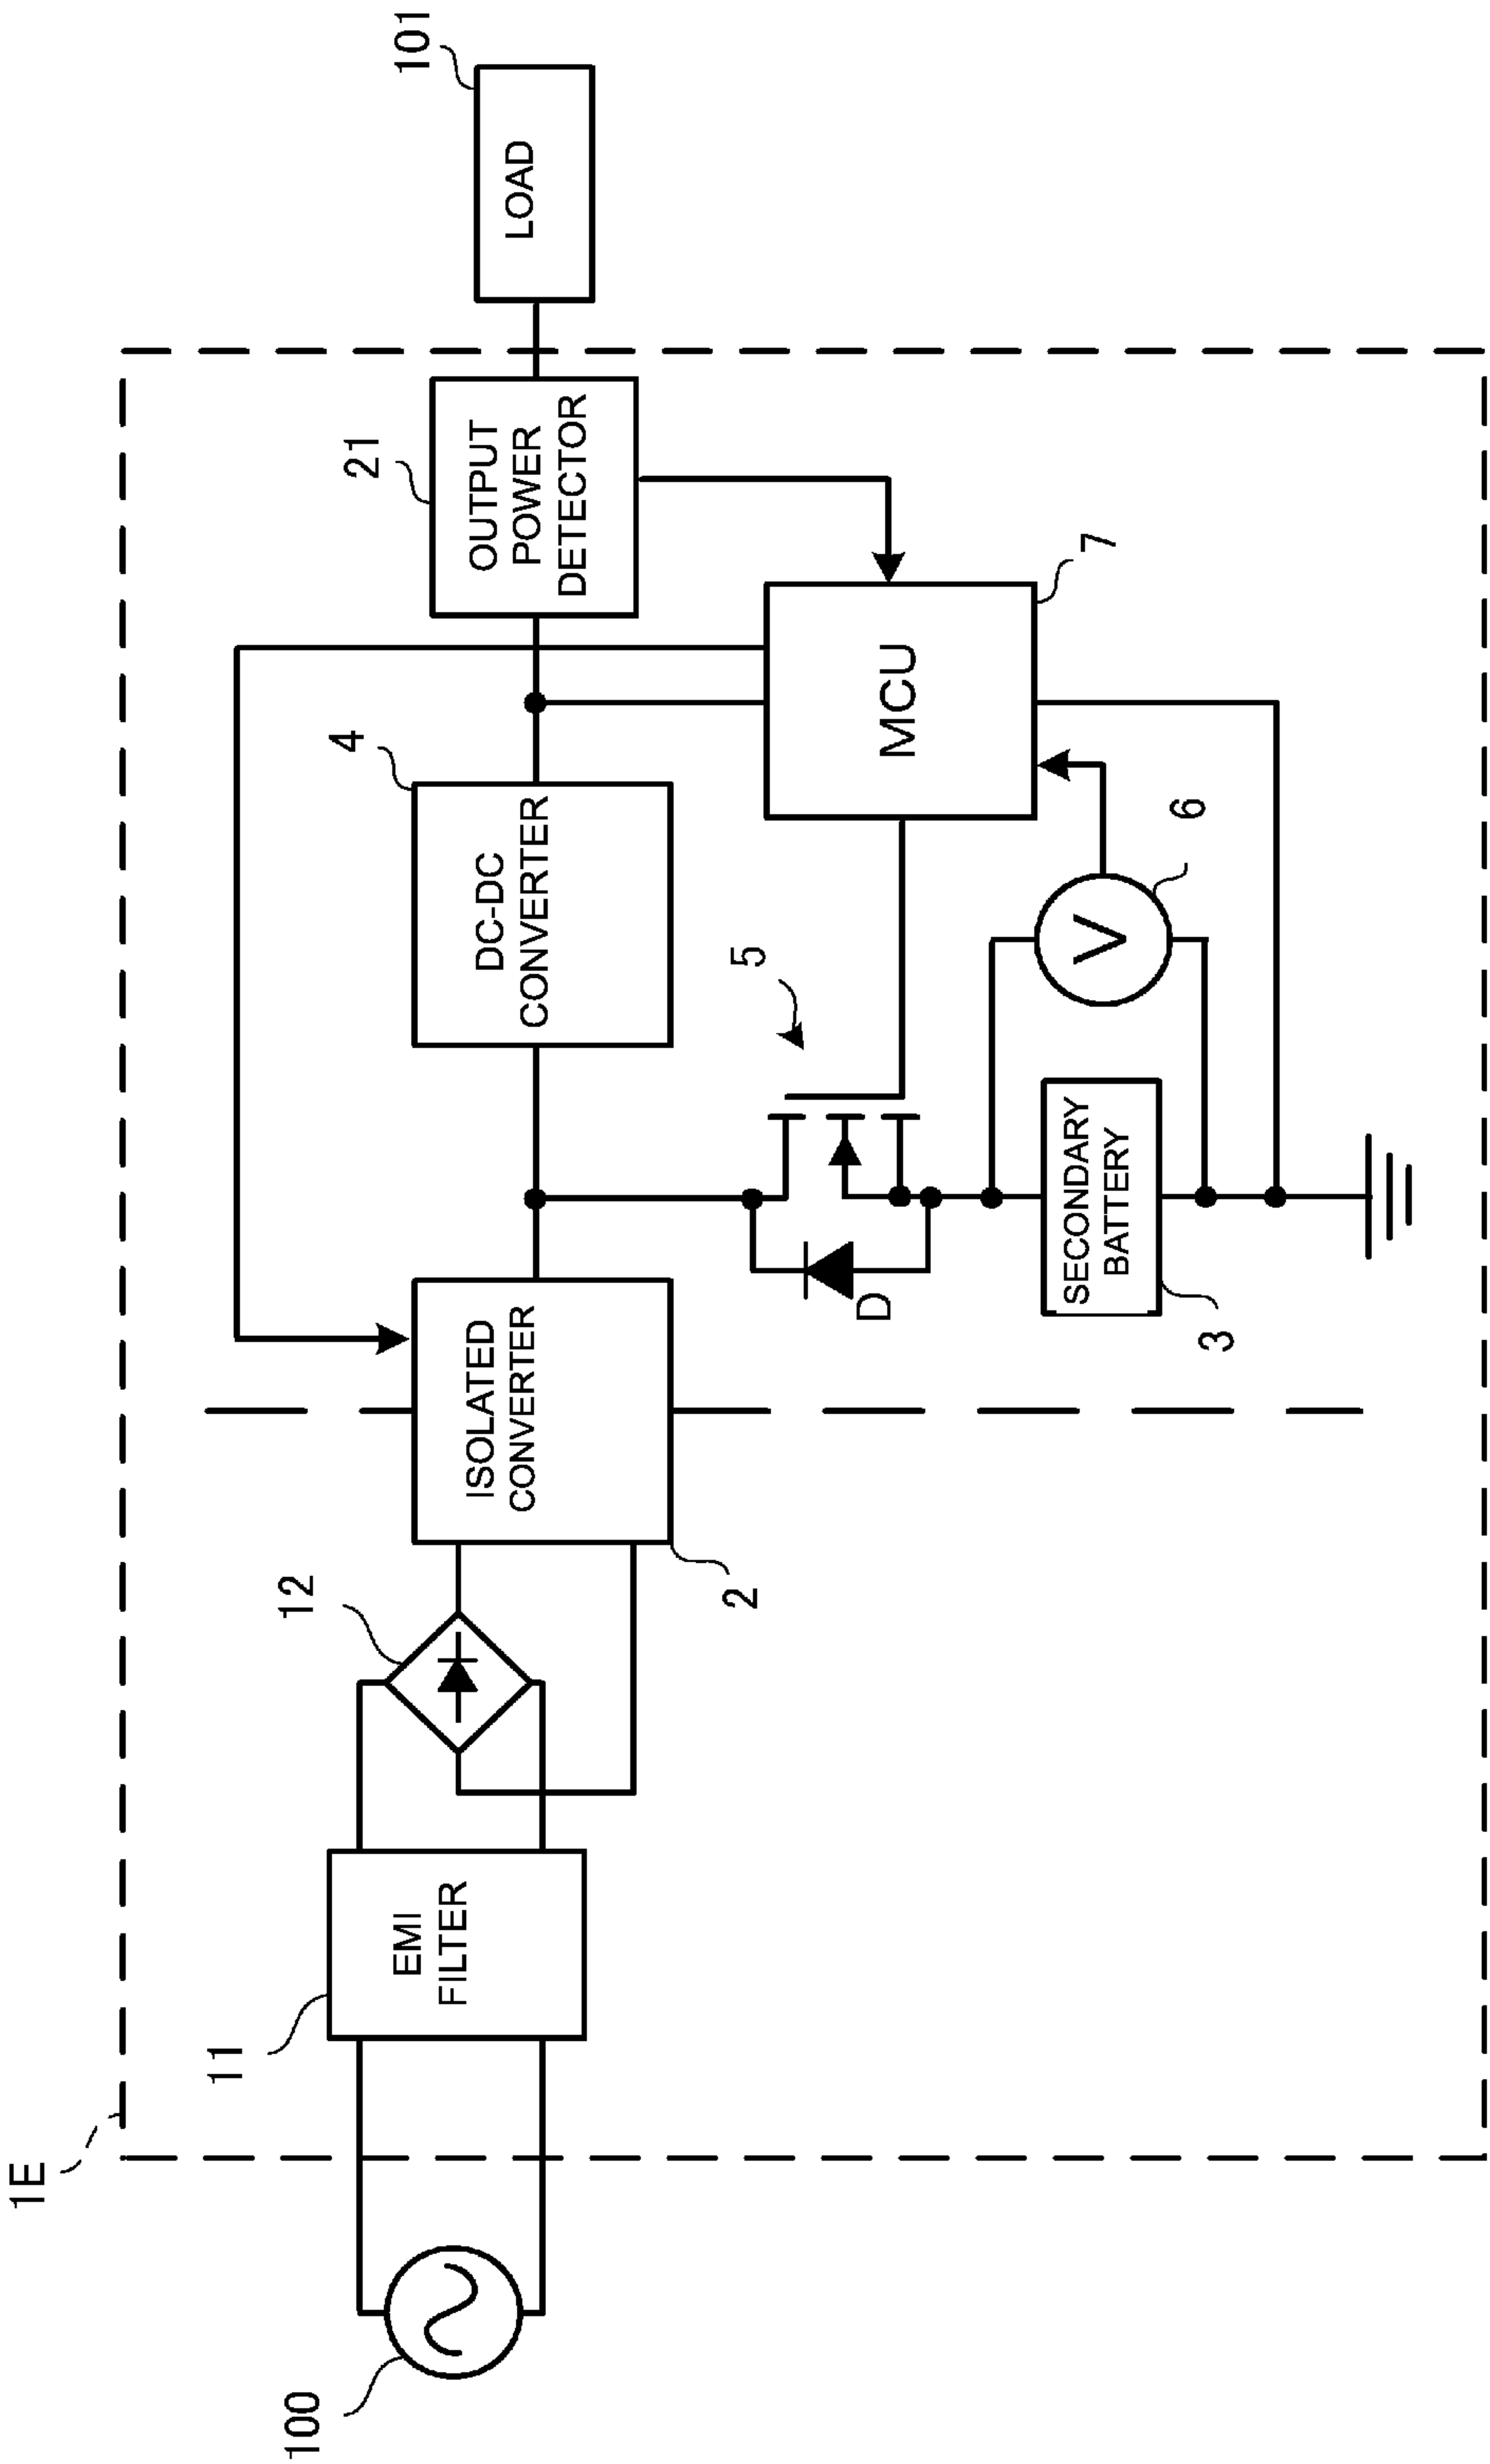 1E
100
11
EMI
FILTER
12
ISOLATED
CONVERTER
2
DC-DC
CONVERTER
4
OUTPUT
POWER
DETECTOR
21
LOAD
101
5
D
SECONDARY
BATTERY
3
V
6
MCU
7